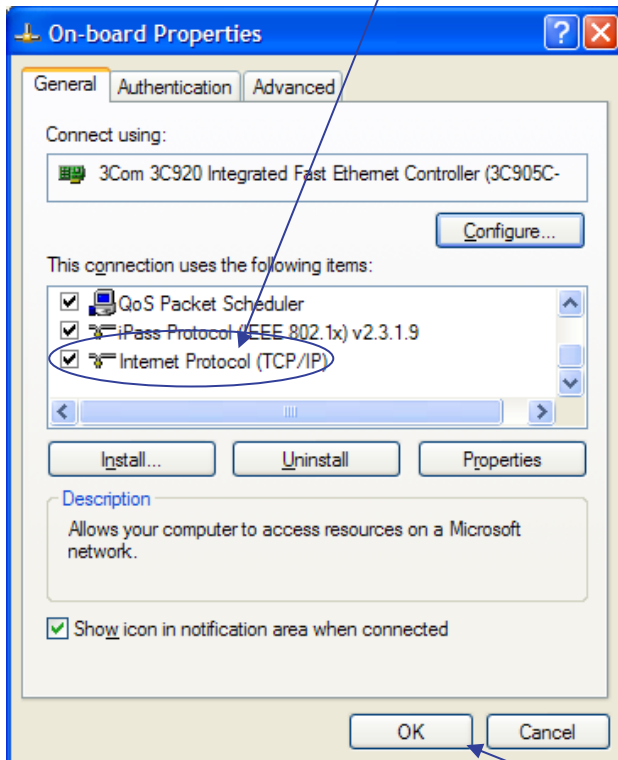 On-board Properties
General Authentication Advanced
Connect using:
3Com 3C920 Integrated Fast Ethernet Controller (3C905C-
Configure...
This connection uses the following items:
QoS Packet Scheduler
iPass Protocol (IEEE 802.1x) v2.3.1.9
Internet Protocol (TCP/IP)
Install... Uninstall Properties
Description
Allows your computer to access resources on a Microsoft
network.
Show icon in notification area when connected
OK Cancel